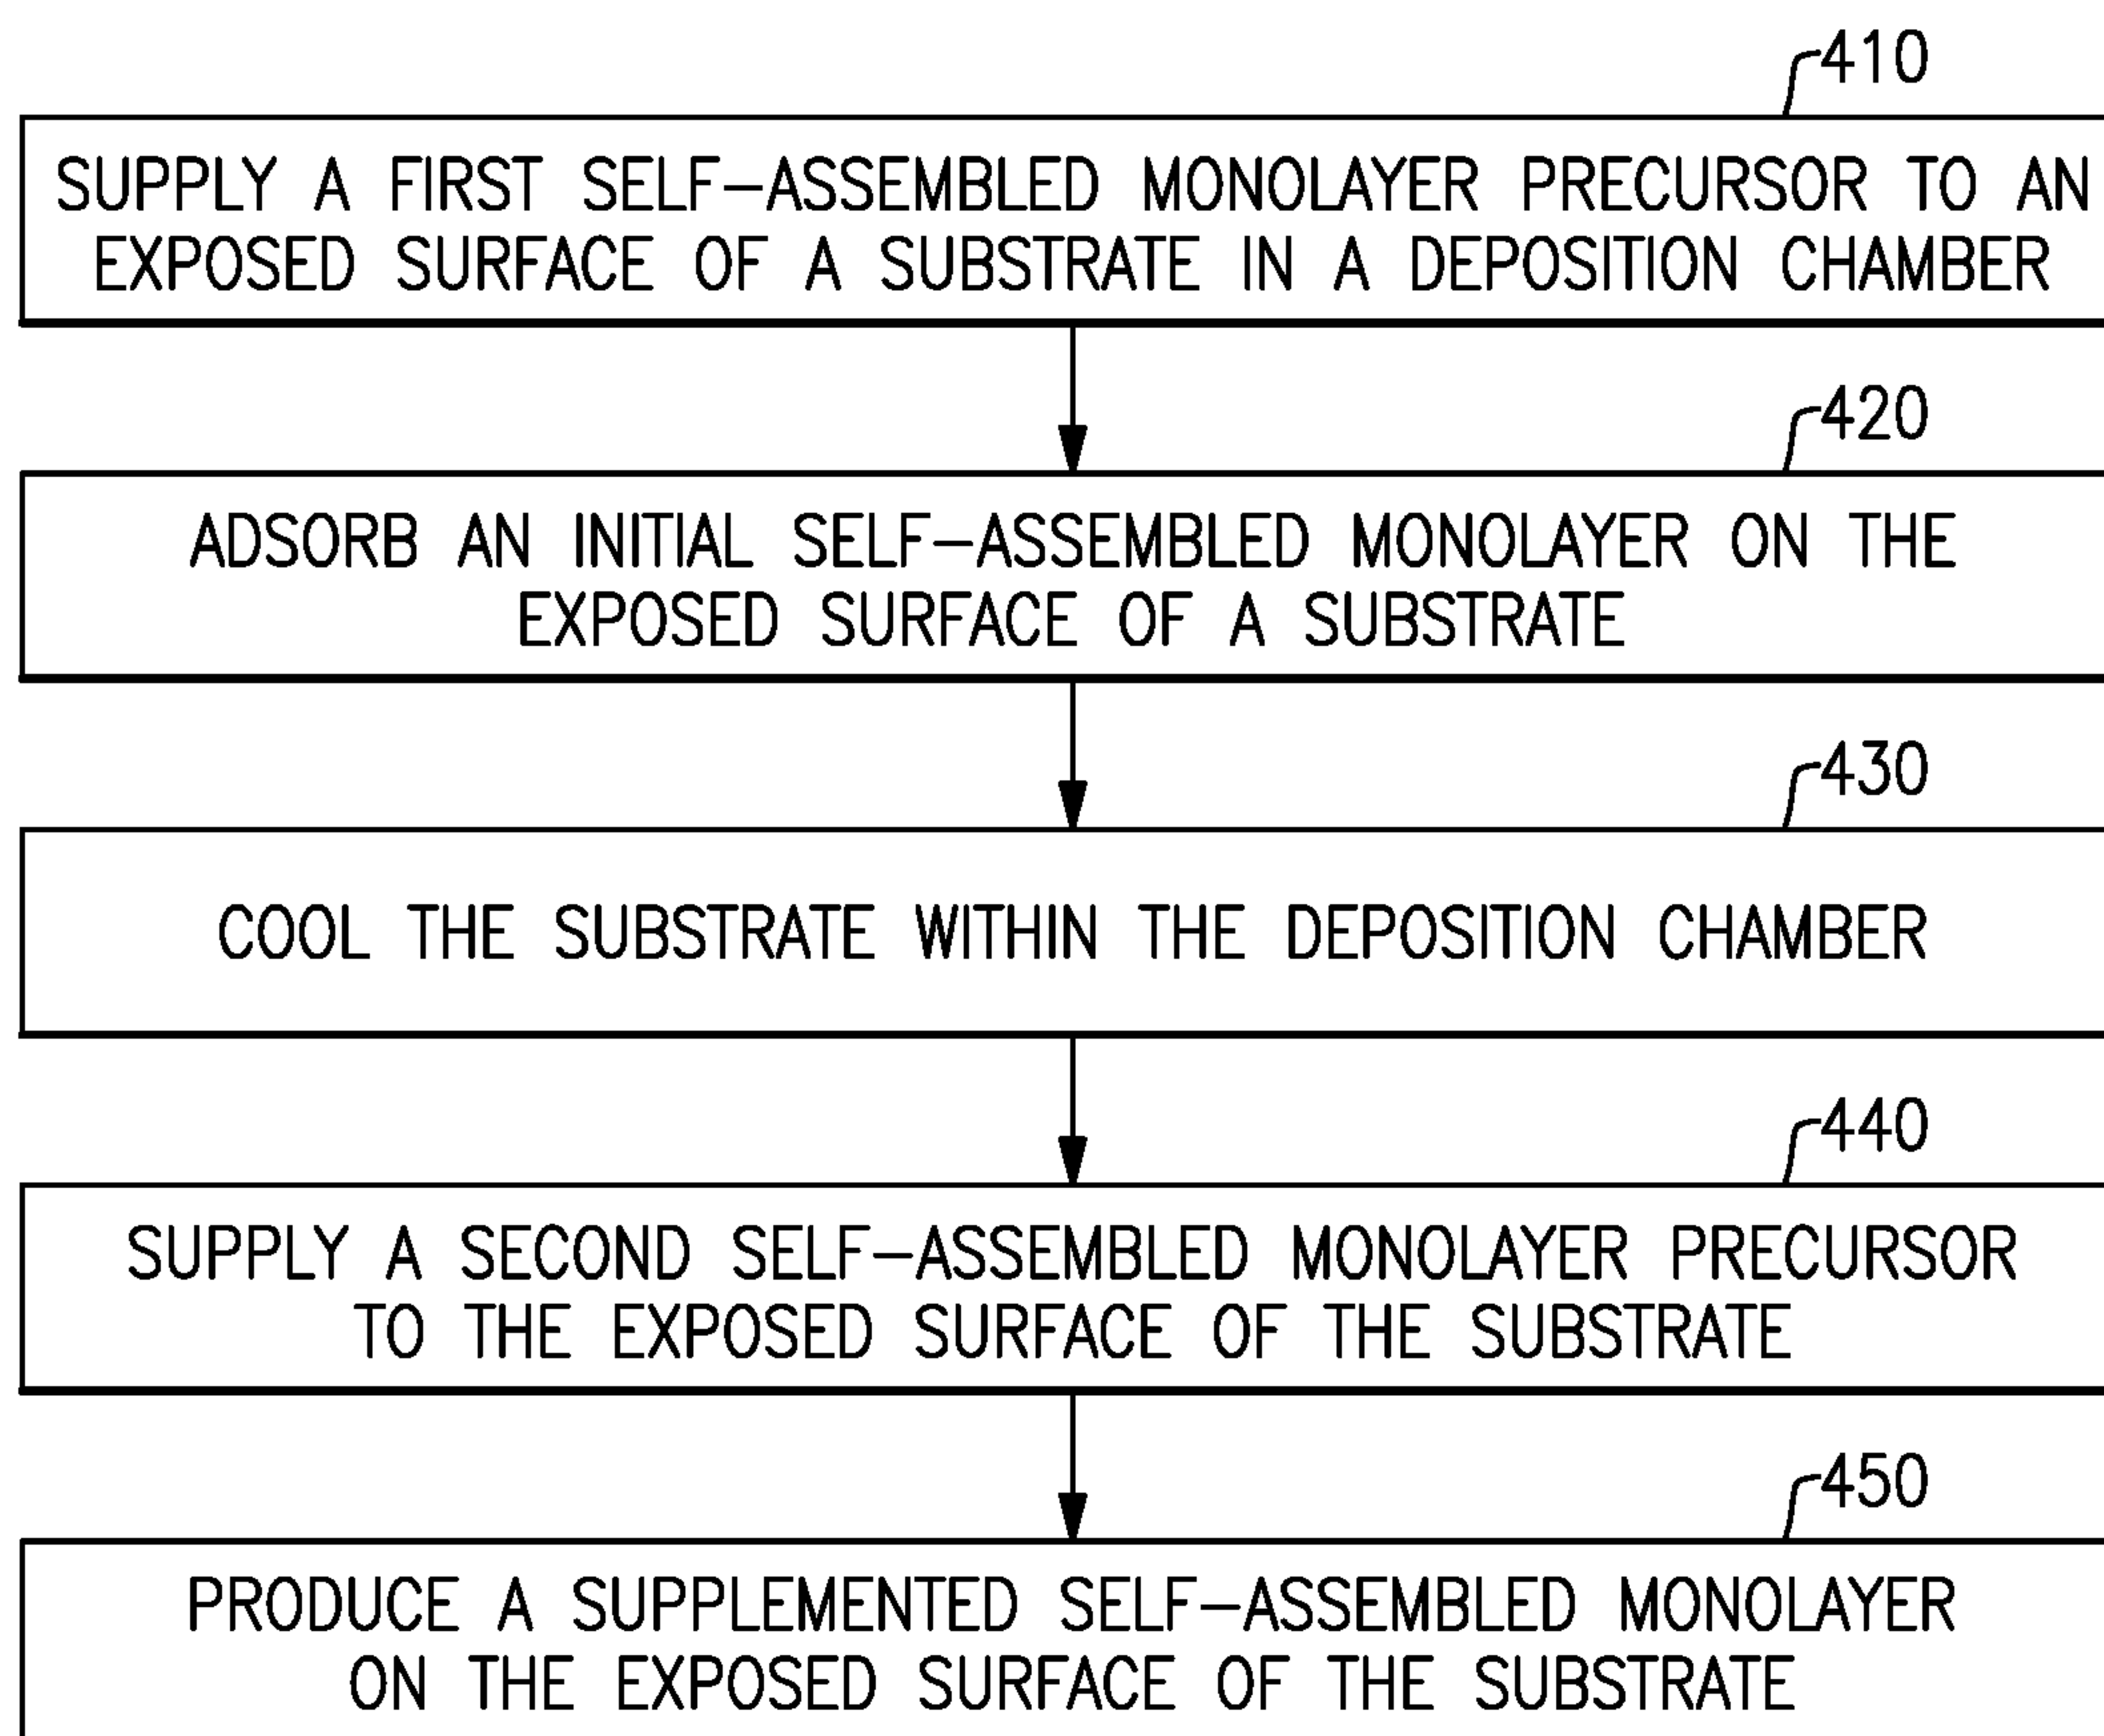 410
SUPPLY A FIRST SELF-ASSEMBLED MONOLAYER PRECURSOR TO AN
EXPOSED SURFACE OF A SUBSTRATE IN A DEPOSITION CHAMBER
420
ADSORB AN INITIAL SELF-ASSEMBLED MONOLAYER ON THE
EXPOSED SURFACE OF A SUBSTRATE
430
COOL THE SUBSTRATE WITHIN THE DEPOSITION CHAMBER
440
SUPPLY A SECOND SELF-ASSEMBLED MONOLAYER PRECURSOR
TO THE EXPOSED SURFACE OF THE SUBSTRATE
450
PRODUCE A SUPPLEMENTED SELF-ASSEMBLED MONOLAYER
ON THE EXPOSED SURFACE OF THE SUBSTRATE